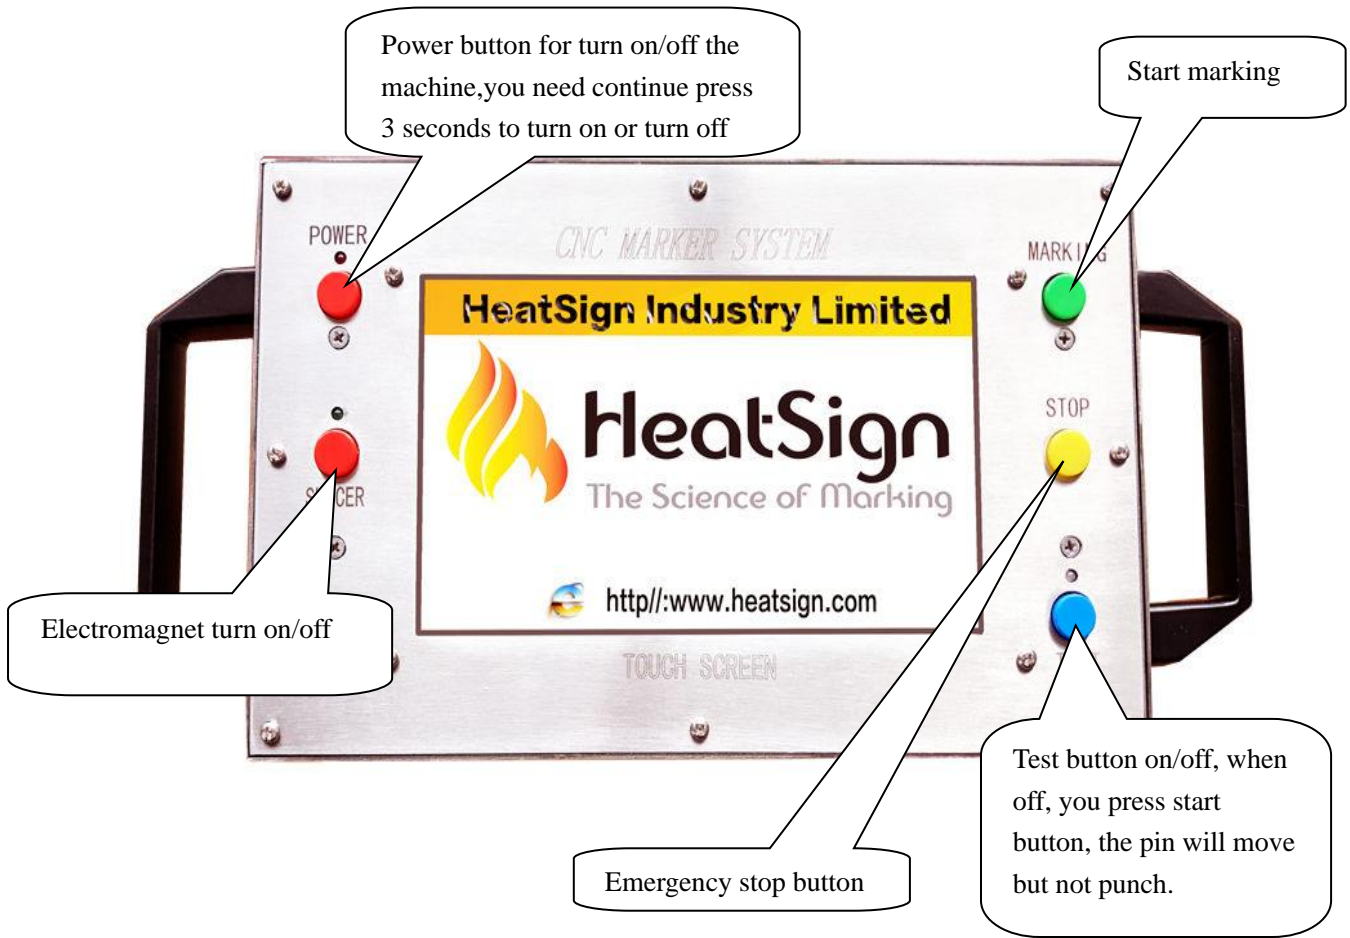 Power button for turn on/off the
machine,you need continue press
3 seconds to turn on or turn off
Start marking
POWER
CNC MARKER SYSTEM
MARKING
HeatSign Industry Limited
HeatSign
The Science of Marking
STOP
http//:www.heatsign.com
Electromagnet turn on/off
TOUCH SCREEN
Test button on/off, when
off, you press start
button, the pin will move
but not punch.
Emergency stop button